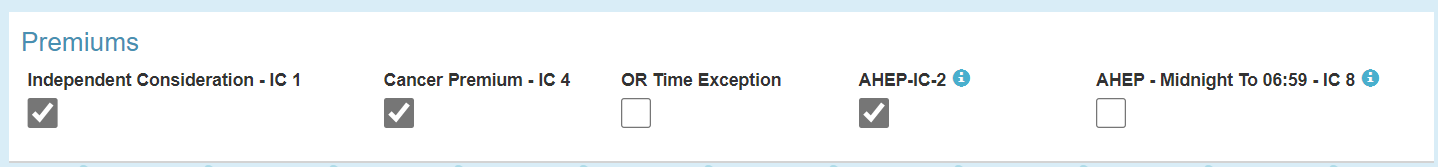 Premiums
Independent Consideration - IC 1 Cancer Premium - IC 4 OR Time Exception AHEP-IC-2 AHEP - Midnight To 06:59 - IC 8